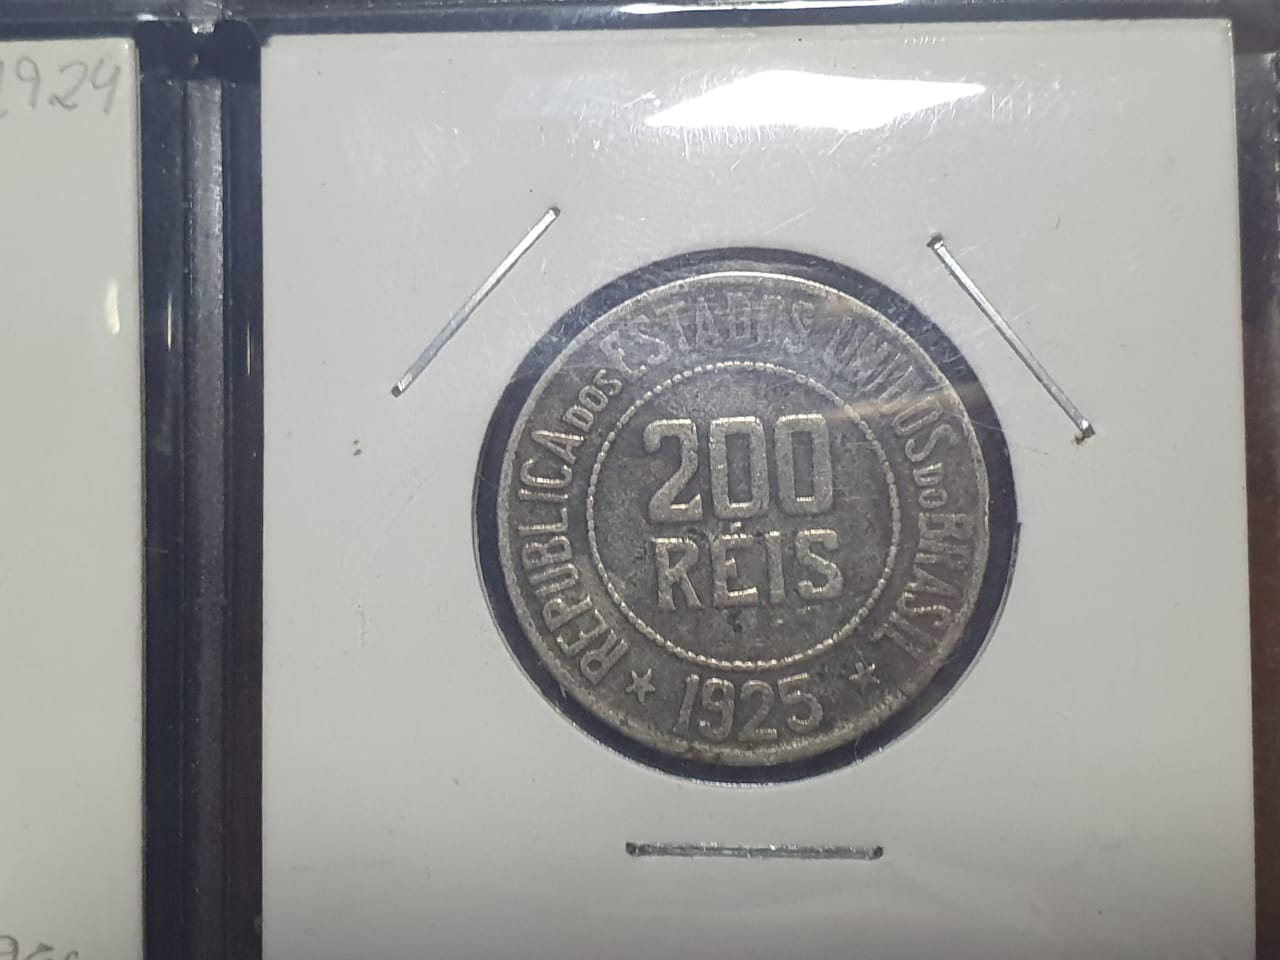 1924
REPUBLICA DOS ESTADOS UNIDOS DO BRASIL
200
RÉIS
★ 1925 ★